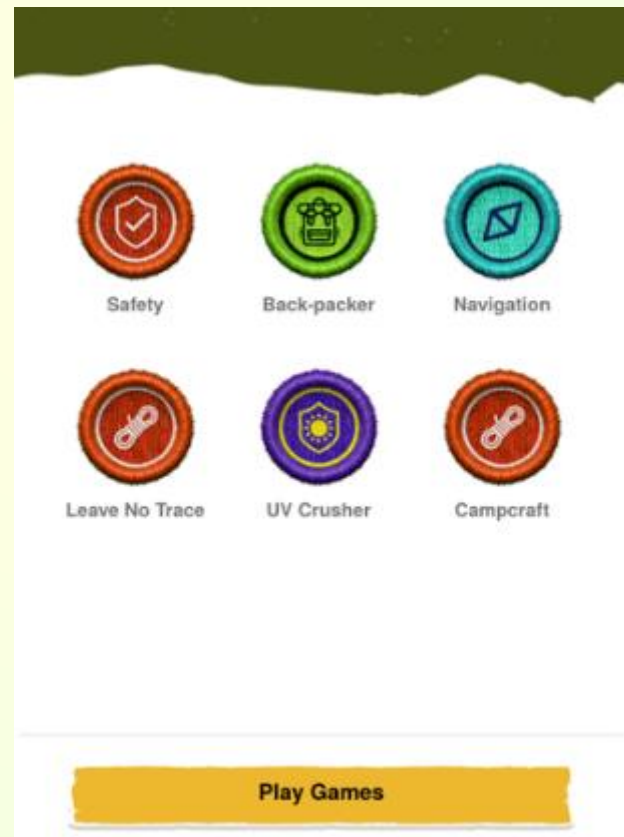 Safety
Back-packer
Navigation
Leave No Trace
UV Crusher
Campcraft
Play Games